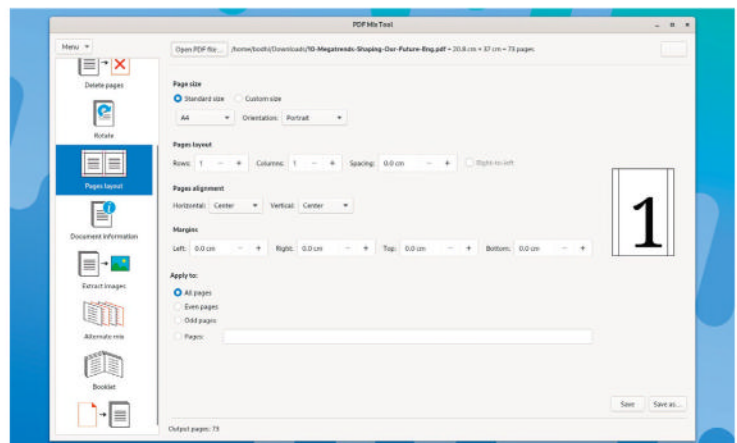 PDF Mix Tool
Menu
Open PDF file… /home/bodhi/Downloads/10-Megatrends-Shaping-Our-Future-Eng.pdf – 20.8 cm × 37 cm – 73 pages
Delete pages
Rotate
Pages layout
Document information
Extract images
Alternate mix
Booklet
Page size
Standard size Custom size
A4 Orientation: Portrait
Pages layout
Rows: 1 − + Columns: 1 − + Spacing: 0.0 cm − + Right-to-left
Pages alignment
Horizontal: Center Vertical: Center
Margins
Left: 0.0 cm − + Right: 0.0 cm − + Top: 0.0 cm − + Bottom: 0.0 cm − +
Apply to:
All pages
Even pages
Odd pages
Pages:
1
Save Save as…
Output pages: 73